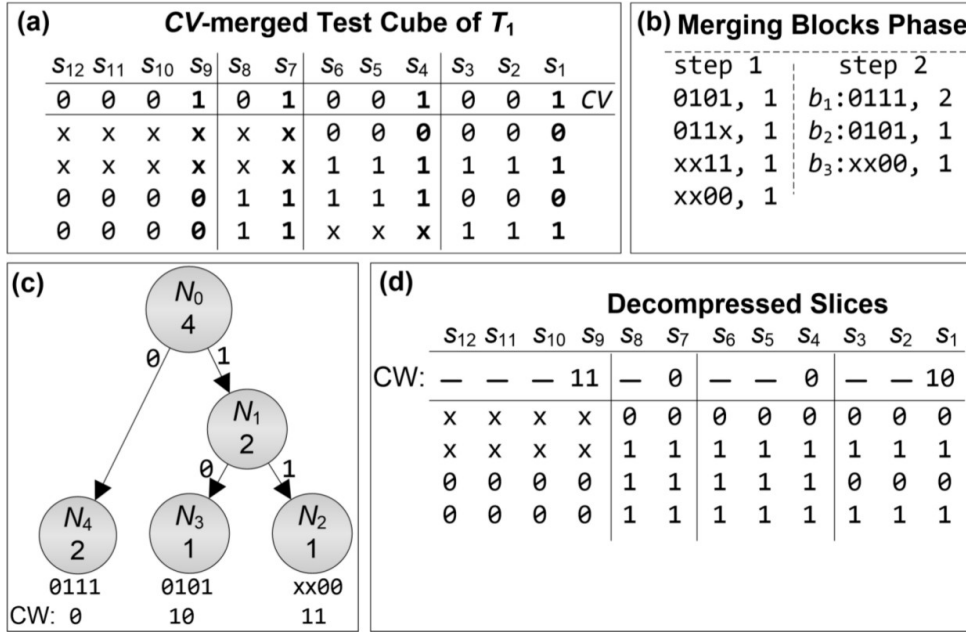 (a) CV-merged Test Cube of T1
S12 S11 S10 S9 S8 S7 S6 S5 S4 S3 S2 S1
0 0 0 1 0 1 0 0 1 0 0 1 CV
x x x x x x 0 0 0 0 0 0
x x x x x x 1 1 1 1 1 1
0 0 0 0 1 1 1 1 1 0 0 0
0 0 0 0 1 1 x x x 1 1 1
(b) Merging Blocks Phase
step 1 step 2
0101, 1 b1:0111, 2
011x, 1 b2:0101, 1
xx11, 1 b3:xx00, 1
xx00, 1
(c)
N0
4
0 1
N1
2
0 1
N4 N3 N2
2 1 1
0111 0101 xx00
CW: 0 10 11
(d) Decompressed Slices
S12 S11 S10 S9 S8 S7 S6 S5 S4 S3 S2 S1
CW: — — — 11 — 0 — — 0 — — 10
x x x x 0 0 0 0 0 0 0 0
x x x x 1 1 1 1 1 1 1 1
0 0 0 0 1 1 1 1 1 0 0 0
0 0 0 0 1 1 1 1 1 1 1 1